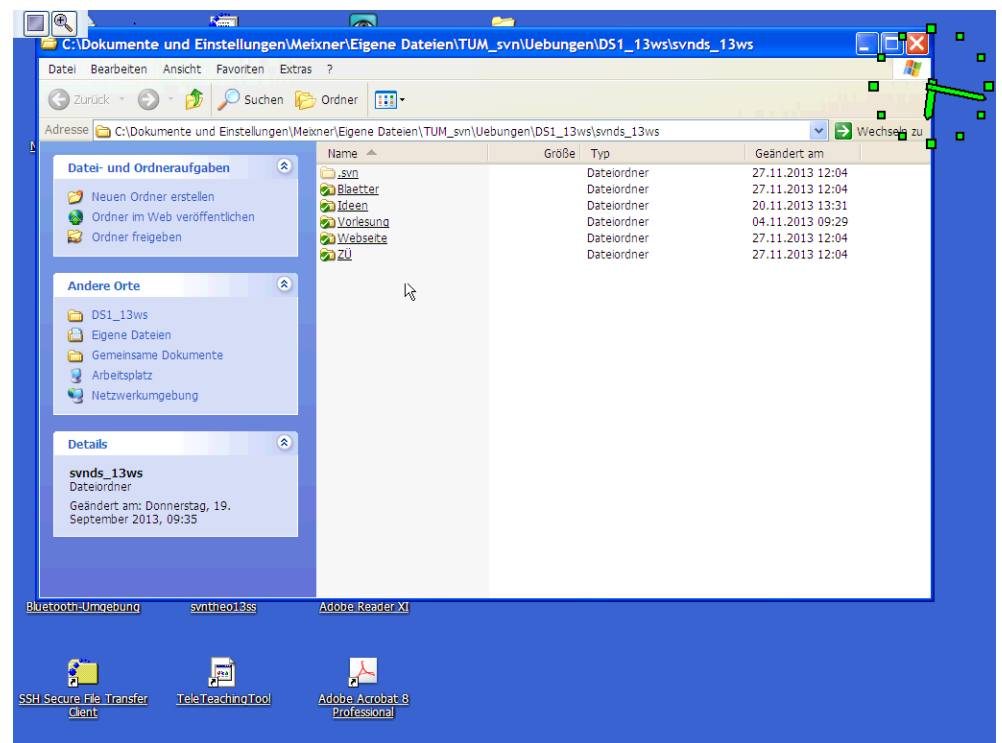 C:\Dokumente und Einstellungen\Meixner\Eigene Dateien\TUM_svn\Uebungen\DS1_13ws\svnds_13ws
Datei Bearbeiten Ansicht Favoriten Extras ?
Zurück Suchen Ordner
Adresse C:\Dokumente und Einstellungen\Meixner\Eigene Dateien\TUM_svn\Uebungen\DS1_13ws\svnds_13ws Wechseln zu
Name Größe Typ Geändert am
.svn Dateiordner 27.11.2013 12:04
Blaetter Dateiordner 27.11.2013 12:04
Ideen Dateiordner 20.11.2013 13:31
Vorlesung Dateiordner 04.11.2013 09:29
Webseite Dateiordner 27.11.2013 12:04
ZÜ Dateiordner 27.11.2013 12:04
Datei- und Ordneraufgaben
Neuen Ordner erstellen
Ordner im Web veröffentlichen
Ordner freigeben
Andere Orte
DS1_13ws
Eigene Dateien
Gemeinsame Dokumente
Arbeitsplatz
Netzwerkumgebung
Details
svnds_13ws
Dateiordner
Geändert am: Donnerstag, 19.
September 2013, 09:35
Bluetooth-Umgebung svntheo13ss Adobe Reader XI
SSH Secure File Transfer
Client
TeleTeachingTool
Adobe Acrobat 8
Professional